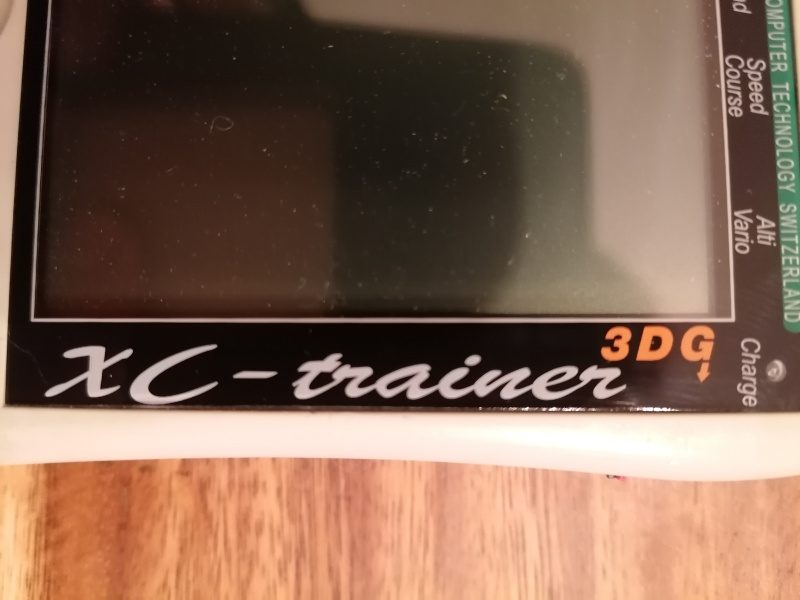 COMPUTER TECHNOLOGY SWITZERLAND
Speed
Course
Alti
Vario
Charge
3DG
XC-trainer